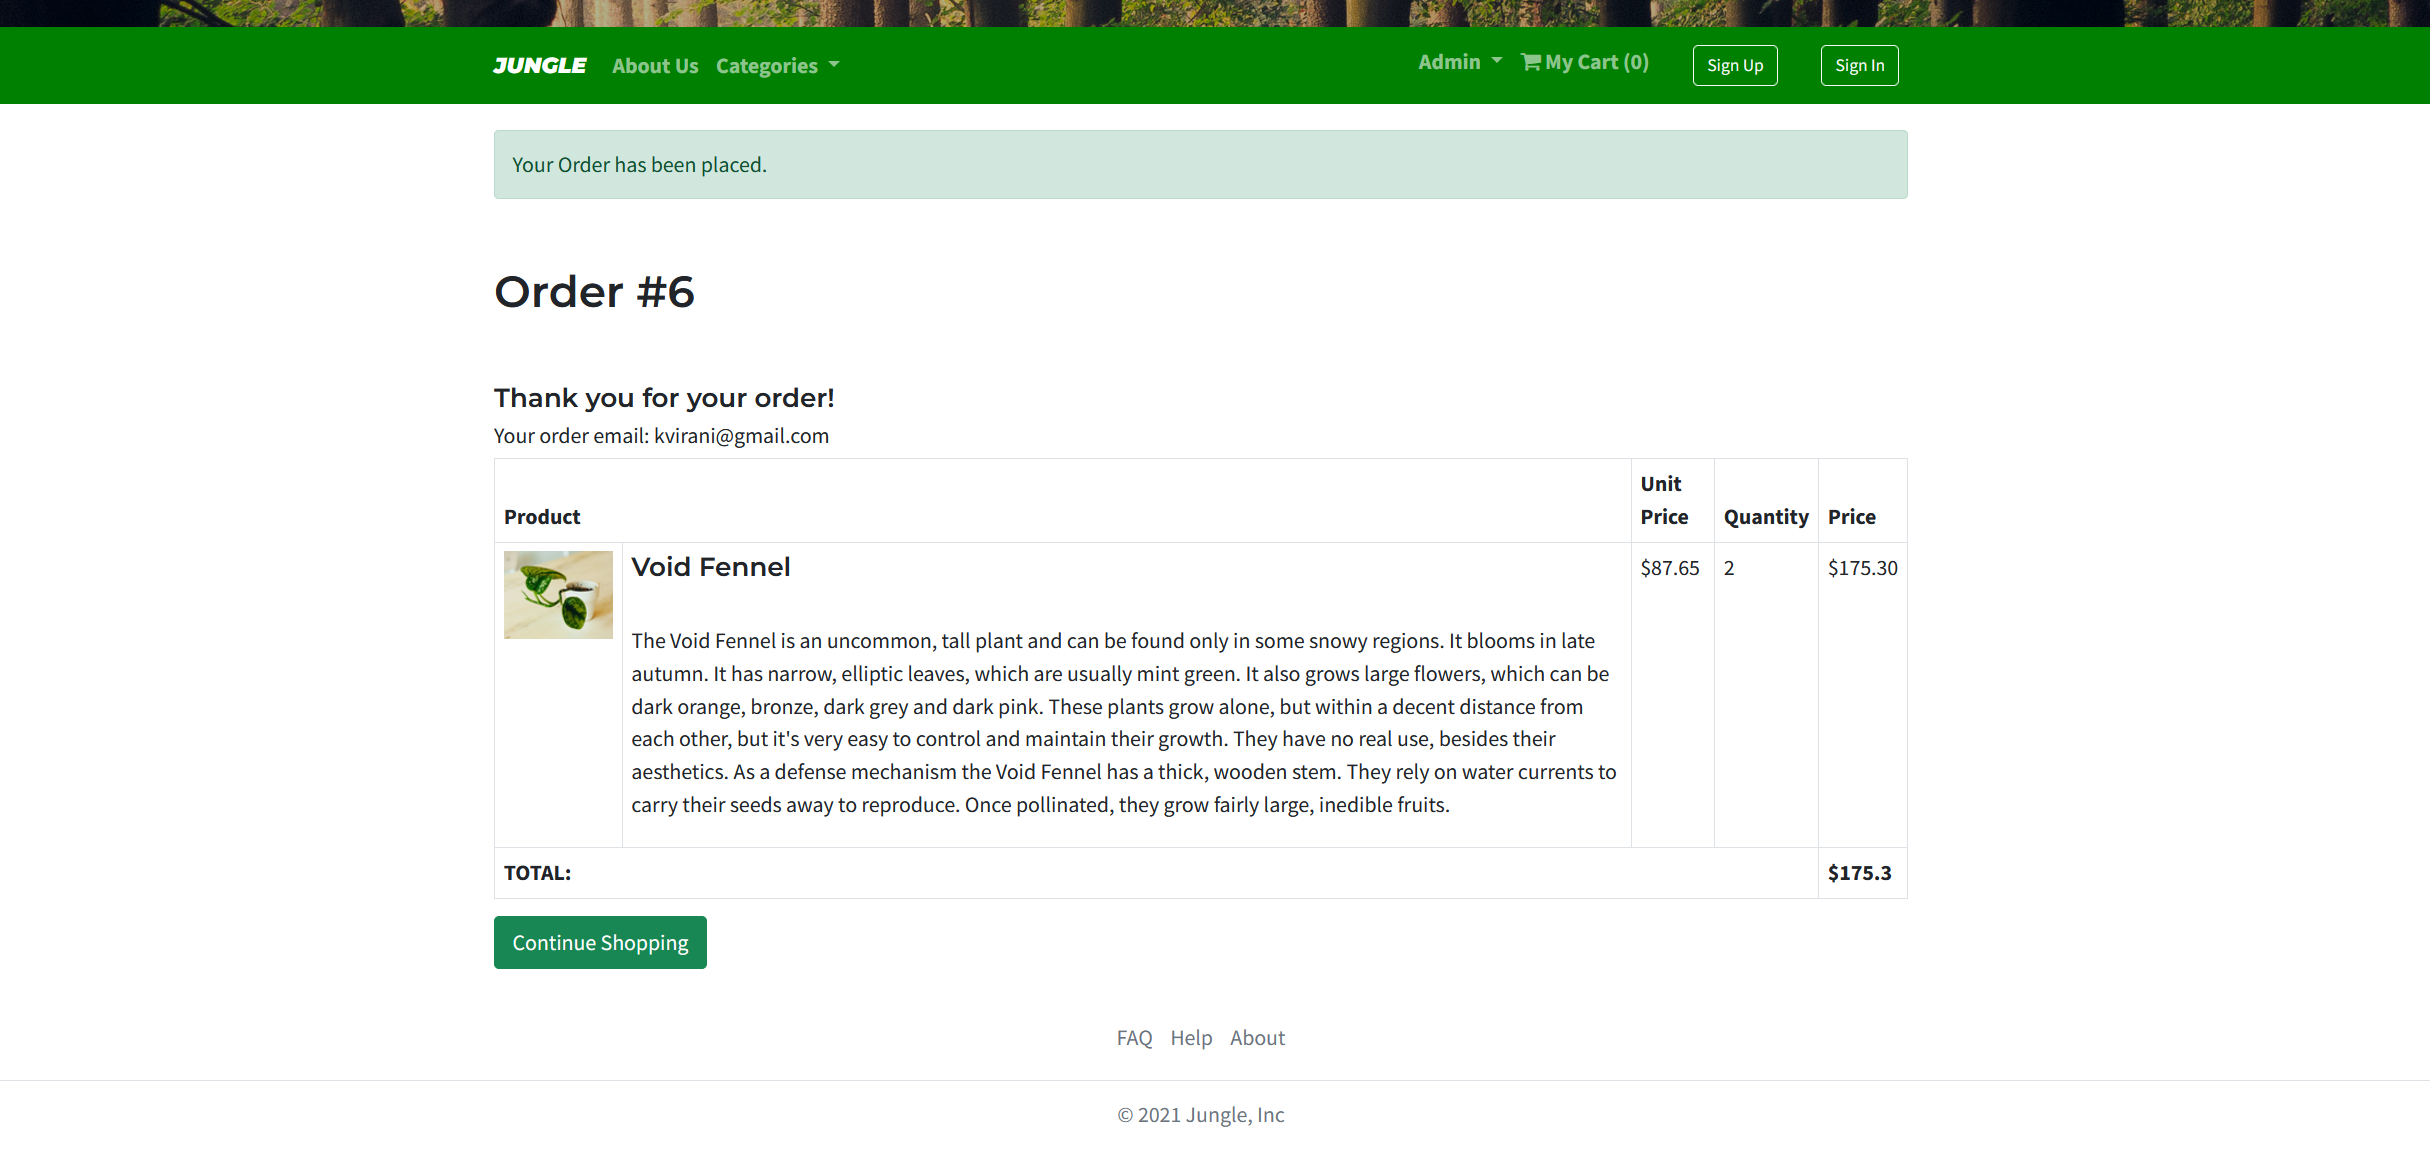 JUNGLE About Us Categories Admin My Cart (0) Sign Up Sign In
Your Order has been placed.
Order #6
Thank you for your order!
Your order email: kvirani@gmail.com
Product Unit Price Quantity Price
Void Fennel $87.65 2 $175.30
The Void Fennel is an uncommon, tall plant and can be found only in some snowy regions. It blooms in late
autumn. It has narrow, elliptic leaves, which are usually mint green. It also grows large flowers, which can be
dark orange, bronze, dark grey and dark pink. These plants grow alone, but within a decent distance from
each other, but it's very easy to control and maintain their growth. They have no real use, besides their
aesthetics. As a defense mechanism the Void Fennel has a thick, wooden stem. They rely on water currents to
carry their seeds away to reproduce. Once pollinated, they grow fairly large, inedible fruits.
TOTAL: $175.3
Continue Shopping
FAQ Help About
© 2021 Jungle, Inc